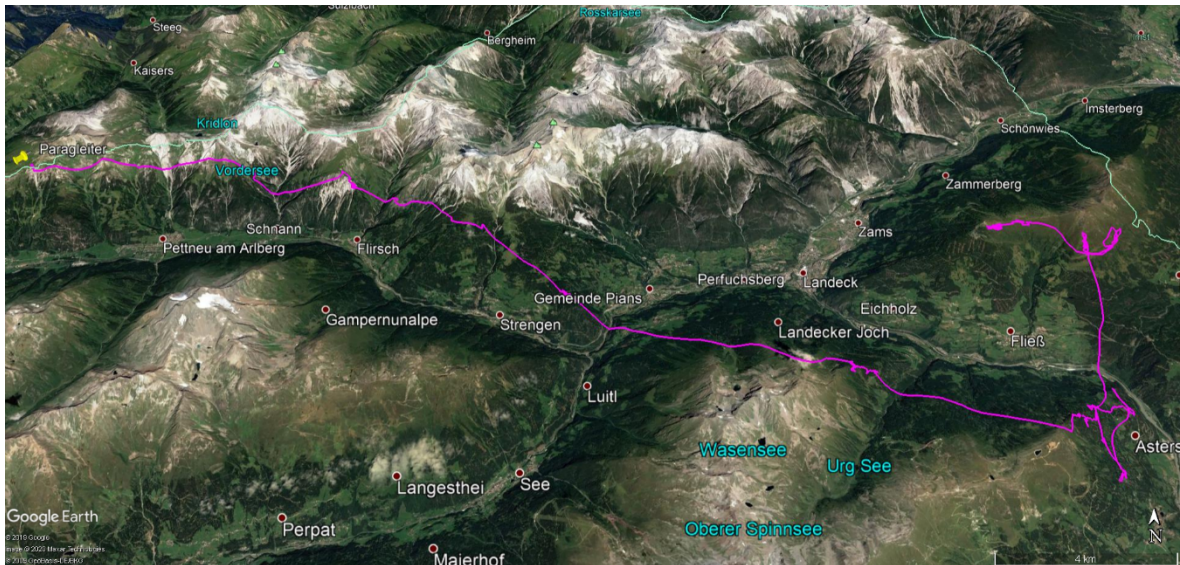 Steeg
Sulzbach
Rosskarsee
Bergheim
Kaisers
Imsterberg
Kridlon
Schönwies
Paragleiter
Vordersee
Zammerberg
Schnann
Zams
Pettneu am Arlberg
Flirsch
Perfuchsberg
Landeck
Gemeinde Pians
Eichholz
Gampernunalpe
Strengen
Landecker Joch
Fließ
Luitl
Wasensee
Asters
Urg See
Langesthei
See
Perpat
Oberer Spinnsee
Google Earth
Maierhof
N
4 km